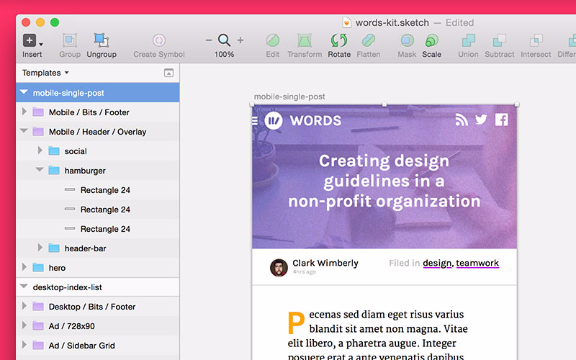 words-kit.sketch — Edited
Insert Group Ungroup Create Symbol 100% Edit Transform Rotate Flatten Mask Scale Union Subtract Intersect
Templates
mobile-single-post
Mobile / Bits / Footer
Mobile / Header / Overlay
social
hamburger
Rectangle 24
Rectangle 24
Rectangle 24
header-bar
hero
desktop-index-list
Desktop / Bits / Footer
Ad / 728x90
Ad / Sidebar Grid
mobile-single-post
WORDS
Creating design
guidelines in a
non-profit organization
Clark Wimberly
4hrs ago
Filed in design, teamwork
Pecenas sed diam eget risus varius
blandit sit amet non magna. Vitae
elit libero, a pharetra augue. Integer
posuere erat a ante venenatis dapibus